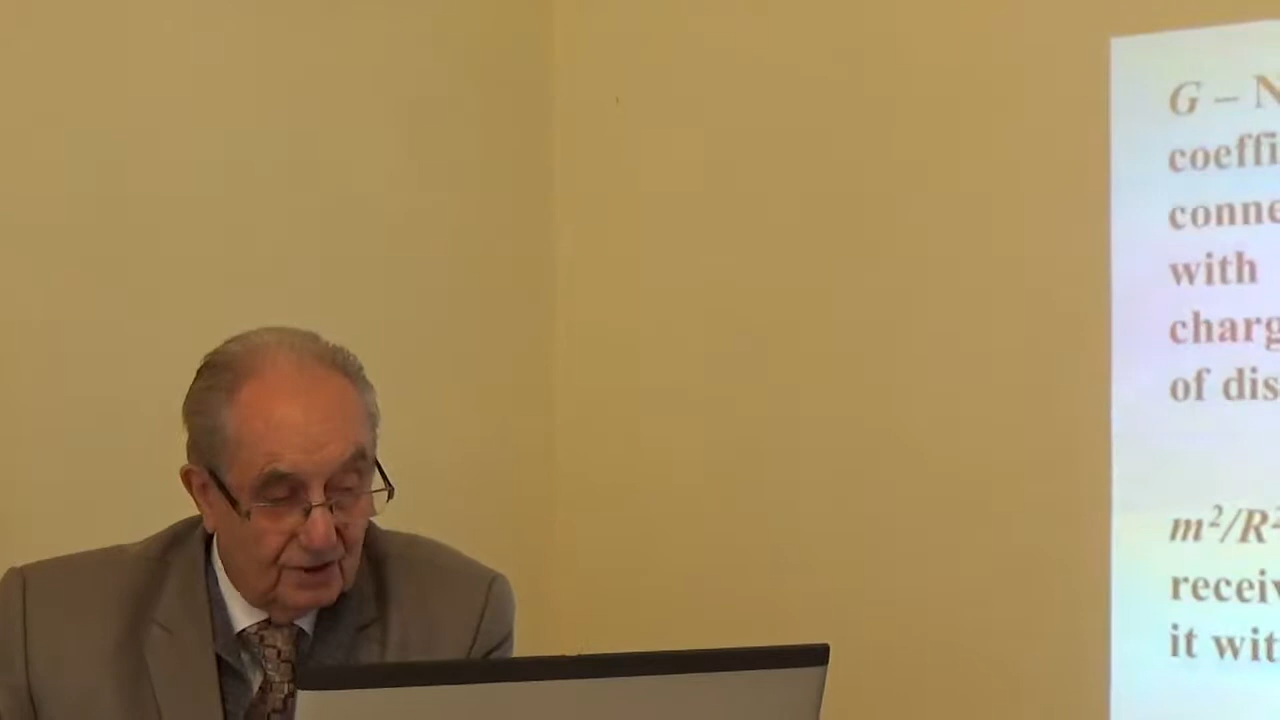 G – N
coeffi
conne
with
charg
of dis
m²/R²
receiv
it wit